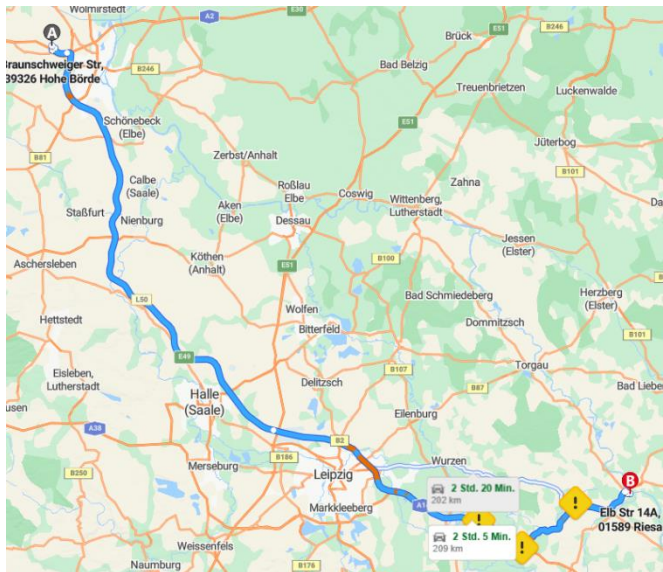 Wolmirstedt
A2
E30
E51
B246
A
Brück
Braunschweiger Str,
39326 Hohe Börde
B246
Bad Belzig
Treuenbrietzen
Luckenwalde
E51
Schönebeck
(Elbe)
Jüterbog
B81
Zerbst/Anhalt
B101
Calbe
(Saale)
Roßlau
Elbe
Coswig
Zahna
Wittenberg,
Lutherstadt
Staßfurt
Nienburg
Aken
(Elbe)
Dessau
Jessen
(Elster)
Aschersleben
Köthen
(Anhalt)
E51
B100
L50
Bad Schmiedeberg
Herzberg
(Elster)
Hettstedt
Wolfen
Dommitzsch
Bitterfeld
B101
E49
Torgau
Eisleben,
Lutherstadt
B107
Delitzsch
B87
Bad Liebe
Halle
(Saale)
Eilenburg
A38
B2
B186
Wurzen
Merseburg
Leipzig
B250
B
2 Std. 20 Min.
202 km
Markkleeberg
A1
Elb Str 14A,
01589 Riesa
2 Std. 5 Min.
209 km
Weissenfels
Naumburg
B176